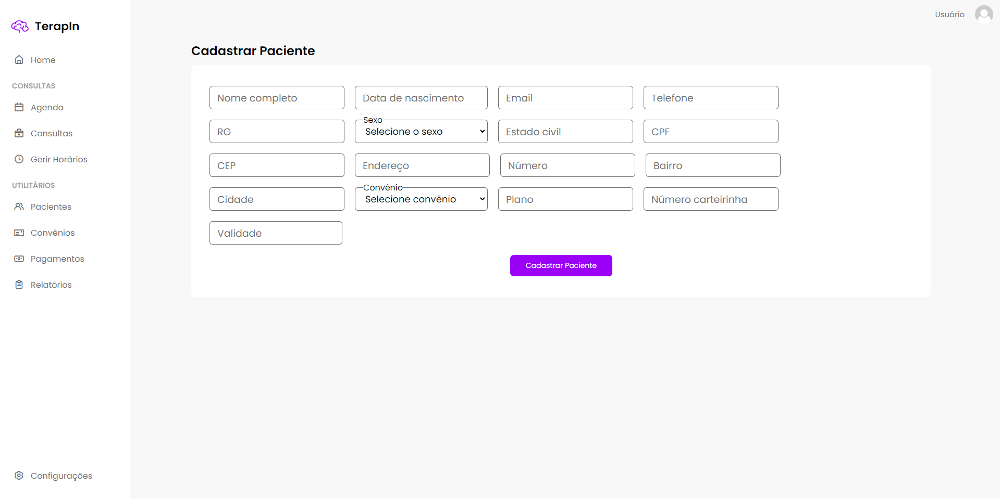 TerapIn
Home
CONSULTAS
Agenda
Consultas
Gerir Horários
UTILITÁRIOS
Pacientes
Convênios
Pagamentos
Relatórios
Configurações
Usuário
Cadastrar Paciente
Nome completo
Data de nascimento
Email
Telefone
RG
Sexo
Selecione o sexo
Estado civil
CPF
CEP
Endereço
Número
Bairro
Cidade
Convênio
Selecione convênio
Plano
Número carteirinha
Validade
Cadastrar Paciente